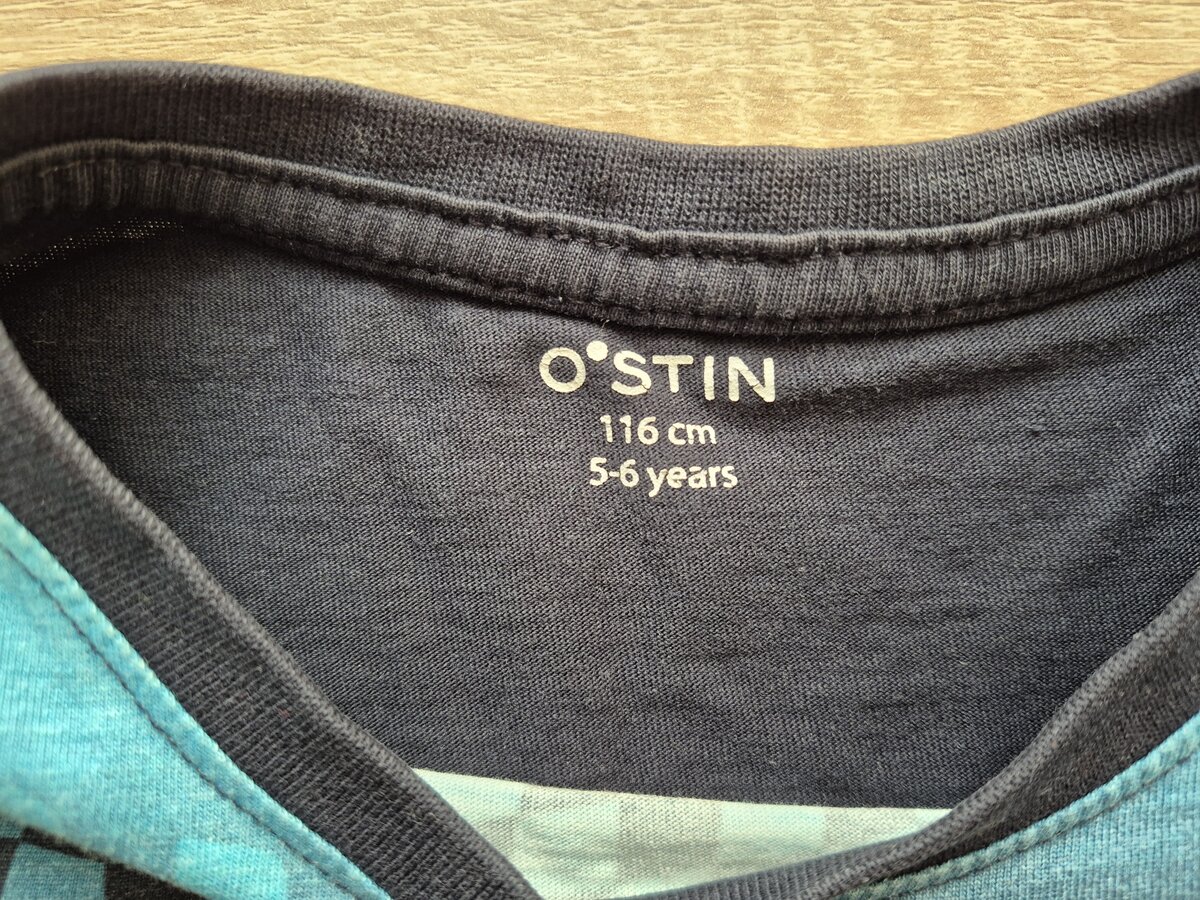 O'STIN
116 cm
5-6 years